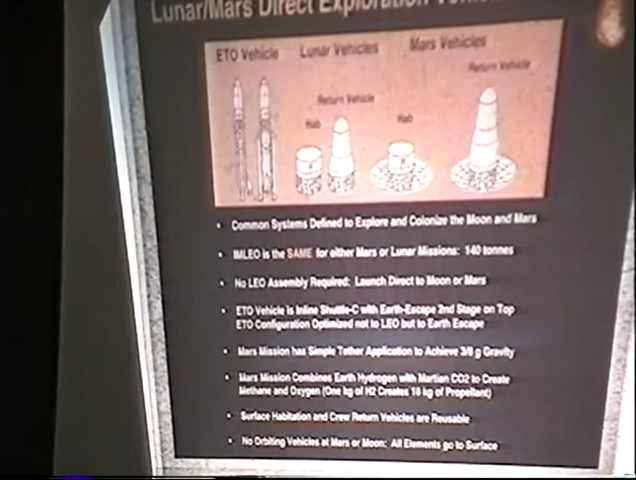 Lunar/Mars Direct Exploration
ETO Vehicle Lunar Vehicles Mars Vehicles
Return Vehicle
Return Vehicle
Hab
Hab
• Common Systems Defined to Explore and Colonize the Moon and Mars
• IMLEO is the SAME for either Mars or Lunar Missions: 140 tonnes
• No LEO Assembly Required: Launch Direct to Moon or Mars
• ETO Vehicle is Inline Shuttle-C with Earth-Escape 2nd Stage on Top
ETO Configuration Optimized not to LEO but to Earth Escape
• Mars Mission has Simple Tether Application to Achieve 3/8 g Gravity
• Mars Mission Combines Earth Hydrogen with Martian CO2 to Create
Methane and Oxygen (One kg of H2 Creates 18 kg of Propellant)
• Surface Habitation and Crew Return Vehicles are Reusable
• No Orbiting Vehicles at Mars or Moon: All Elements go to Surface